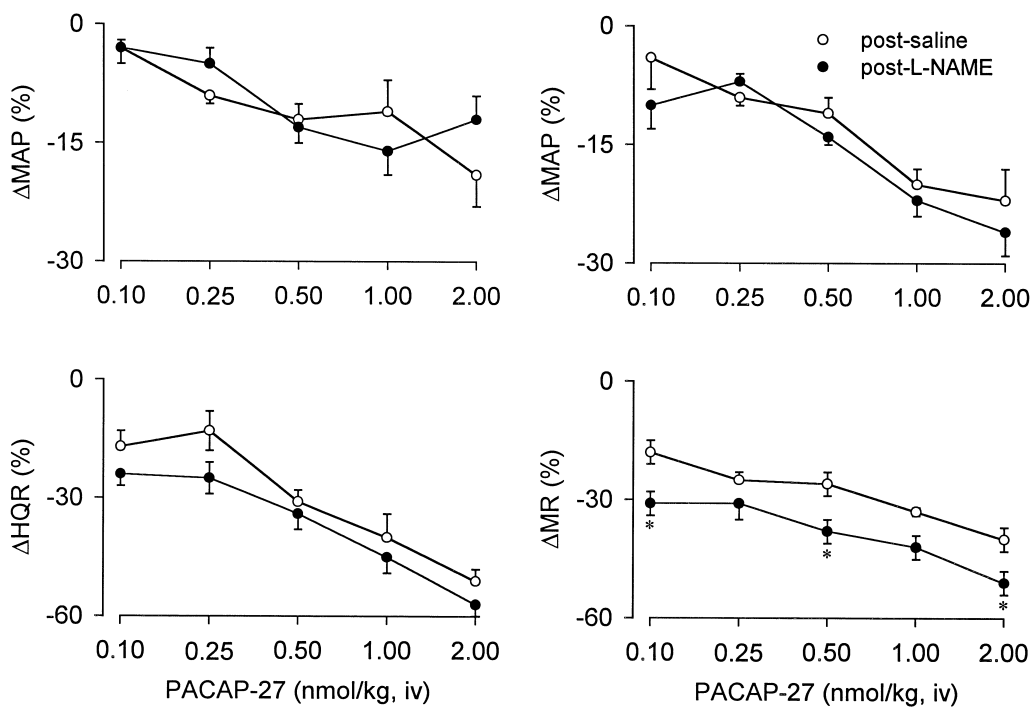 0
-15
-30
ΔMAP (%)
0.10 0.25 0.50 1.00 2.00
0
-15
-30
ΔMAP (%)
post-saline
post-L-NAME
0.10 0.25 0.50 1.00 2.00
0
-30
-60
ΔHQR (%)
0.10 0.25 0.50 1.00 2.00
PACAP-27 (nmol/kg, iv)
0
-30
-60
ΔMR (%)
*
*
*
0.10 0.25 0.50 1.00 2.00
PACAP-27 (nmol/kg, iv)